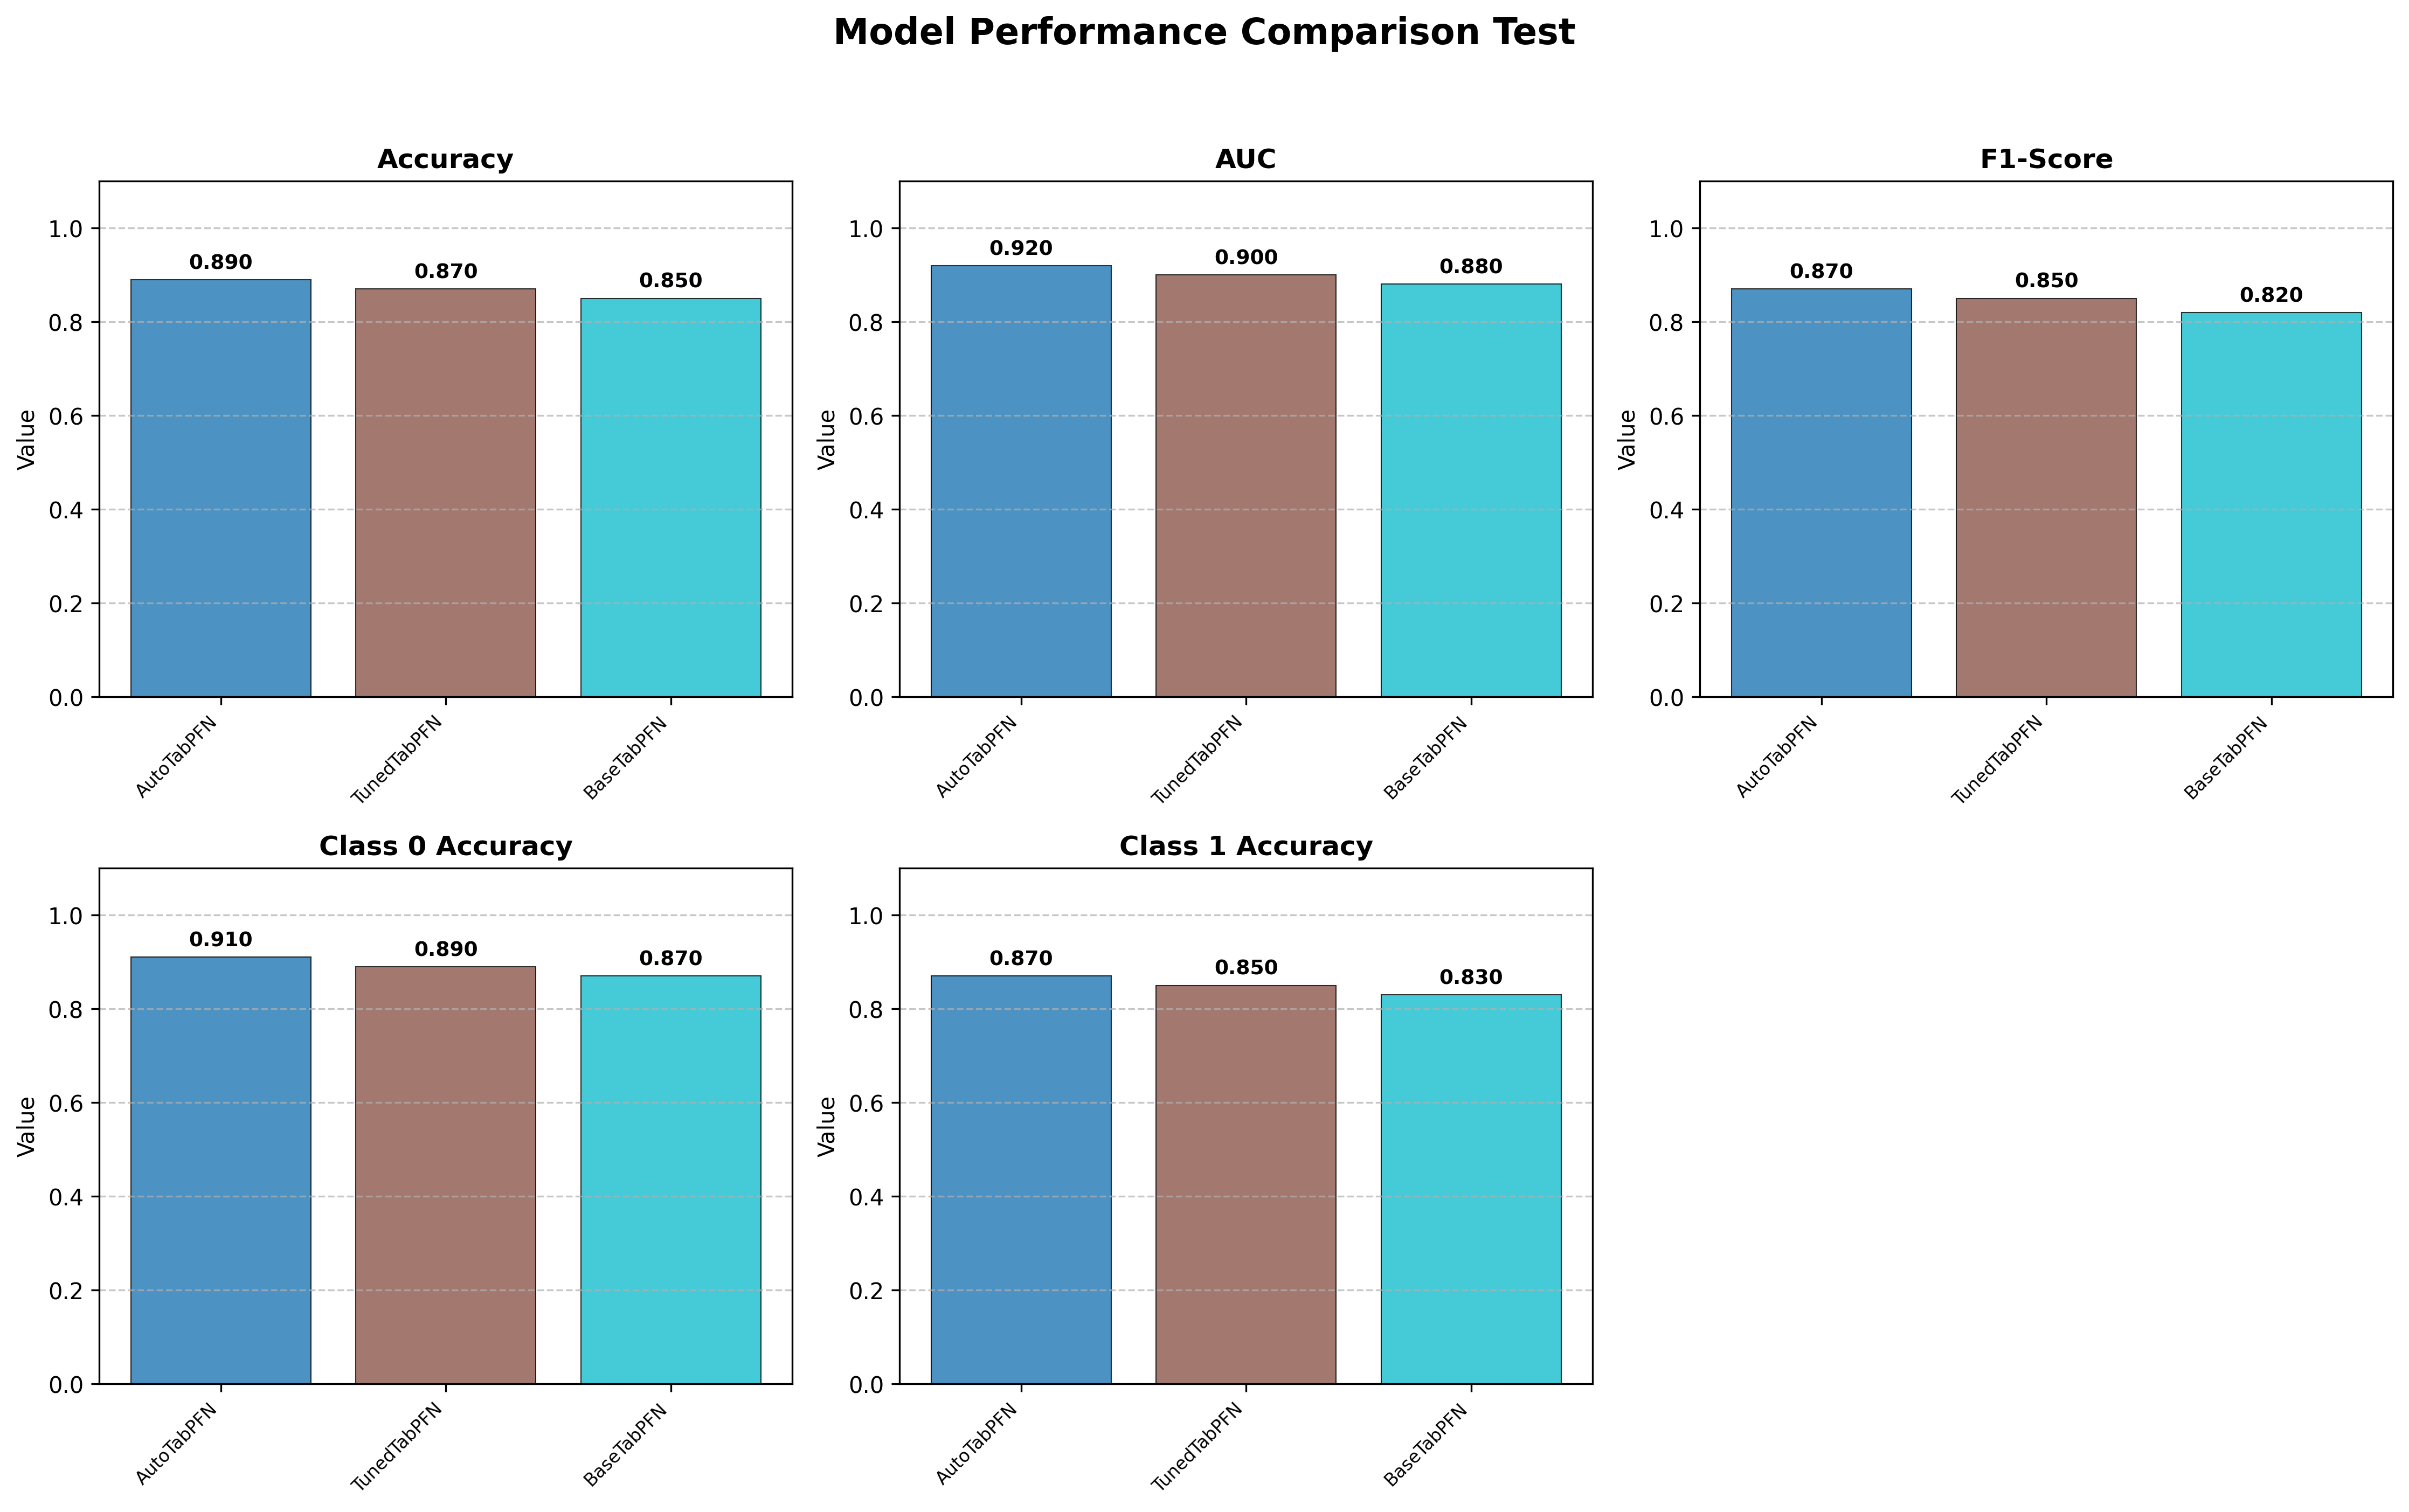 Model Performance Comparison Test
Accuracy
Value
1.0
0.8
0.6
0.4
0.2
0.0
0.890
0.870
0.850
AutoTabPFN
TunedTabPFN
BaseTabPFN
AUC
Value
1.0
0.8
0.6
0.4
0.2
0.0
0.920
0.900
0.880
AutoTabPFN
TunedTabPFN
BaseTabPFN
F1-Score
Value
1.0
0.8
0.6
0.4
0.2
0.0
0.870
0.850
0.820
AutoTabPFN
TunedTabPFN
BaseTabPFN
Class 0 Accuracy
Value
1.0
0.8
0.6
0.4
0.2
0.0
0.910
0.890
0.870
AutoTabPFN
TunedTabPFN
BaseTabPFN
Class 1 Accuracy
Value
1.0
0.8
0.6
0.4
0.2
0.0
0.870
0.850
0.830
AutoTabPFN
TunedTabPFN
BaseTabPFN